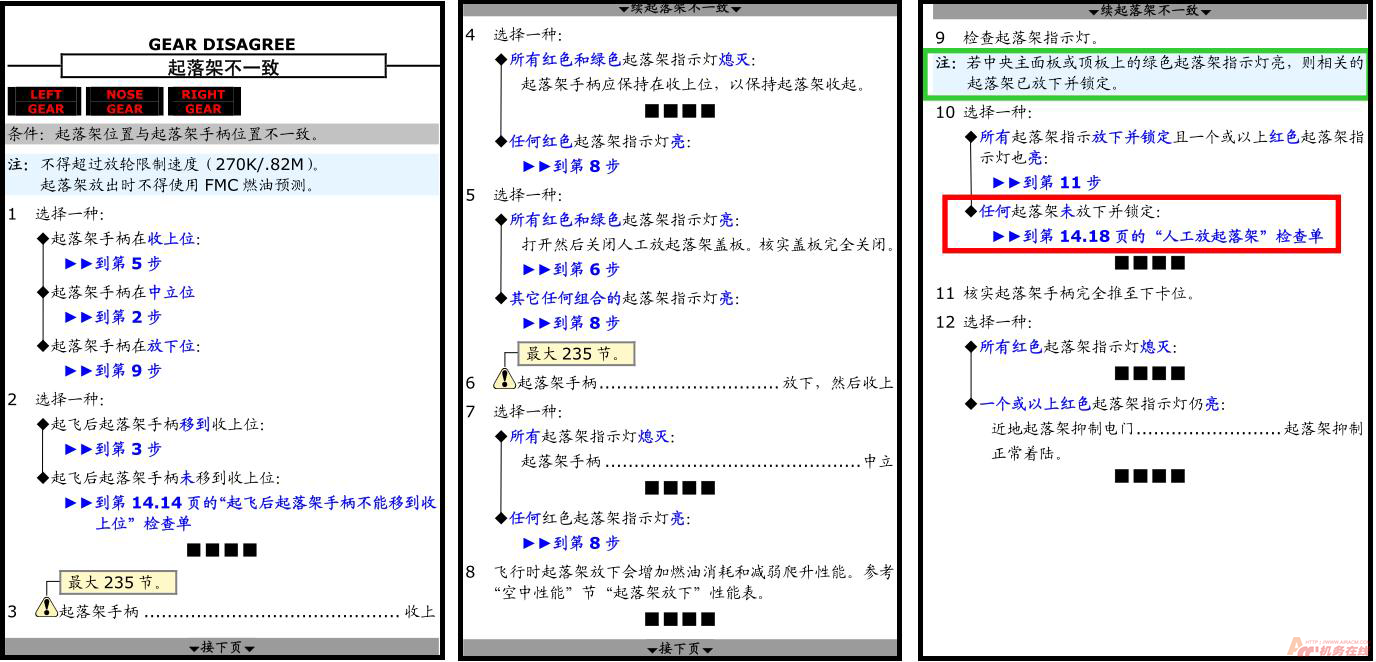 GEAR DISAGREE
起落架不一致
LEFT GEAR NOSE GEAR RIGHT GEAR
条件: 起落架位置与起落架手柄位置不一致。
注: 不得超过放轮限制速度（270K/.82M）。
起落架放出时不得使用 FMC 燃油预测。
1 选择一种:
◆起落架手柄在收上位:
▶▶到第 5 步
◆起落架手柄在中立位
▶▶到第 2 步
◆起落架手柄在放下位:
▶▶到第 9 步
2 选择一种:
◆起飞后起落架手柄移到收上位:
▶▶到第 3 步
◆起飞后起落架手柄未移到收上位:
▶▶到第 14.14 页的“起飞后起落架手柄不能移到收
上位”检查单
■ ■ ■ ■
最大 235 节。
3 起落架手柄 ........................................ 收上
▼接下页▼
▼续起落架不一致▼
4 选择一种:
◆所有红色和绿色起落架指示灯熄灭:
起落架手柄应保持在收上位，以保持起落架收起。
■ ■ ■ ■
◆任何红色起落架指示灯亮:
▶▶到第 8 步
5 选择一种:
◆所有红色和绿色起落架指示灯亮:
打开然后关闭人工放起落架盖板。核实盖板完全关闭。
▶▶到第 6 步
◆其它任何组合的起落架指示灯亮:
▶▶到第 8 步
最大 235 节。
6 起落架手柄............................. 放下，然后收上
7 选择一种:
◆所有起落架指示灯熄灭:
起落架手柄 ........................................中立
■ ■ ■ ■
◆任何红色起落架指示灯亮:
▶▶到第 8 步
8 飞行时起落架放下会增加燃油消耗和减弱爬升性能。参考
“空中性能”节“起落架放下”性能表。
■ ■ ■ ■
▼接下页▼
▼续起落架不一致▼
9 检查起落架指示灯。
注: 若中央主面板或顶板上的绿色起落架指示灯亮，则相关的
起落架已放下并锁定。
10 选择一种:
◆所有起落架指示放下并锁定且一个或以上红色起落架指
示灯也亮:
▶▶到第 11 步
◆任何起落架未放下并锁定:
▶▶到第 14.18 页的“人工放起落架”检查单
■ ■ ■ ■
11 核实起落架手柄完全推至下卡位。
12 选择一种:
◆所有红色起落架指示灯熄灭:
■ ■ ■ ■
◆一个或以上红色起落架指示灯仍亮:
近地起落架抑制电门.......................起落架抑制
正常着陆。
■ ■ ■ ■
机务在线